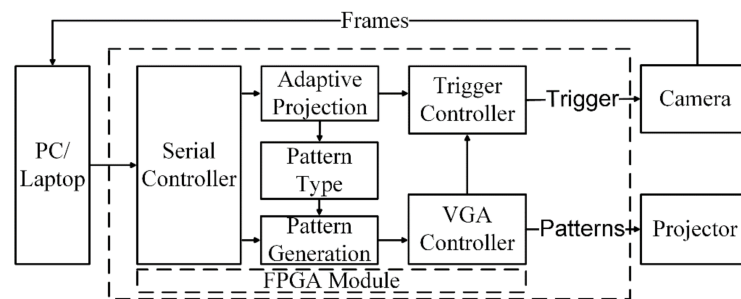 Frames
PC/
Laptop
Serial
Controller
Adaptive
Projection
Pattern
Type
Pattern
Generation
Trigger
Controller
VGA
Controller
Trigger
Patterns
Camera
Projector
FPGA Module